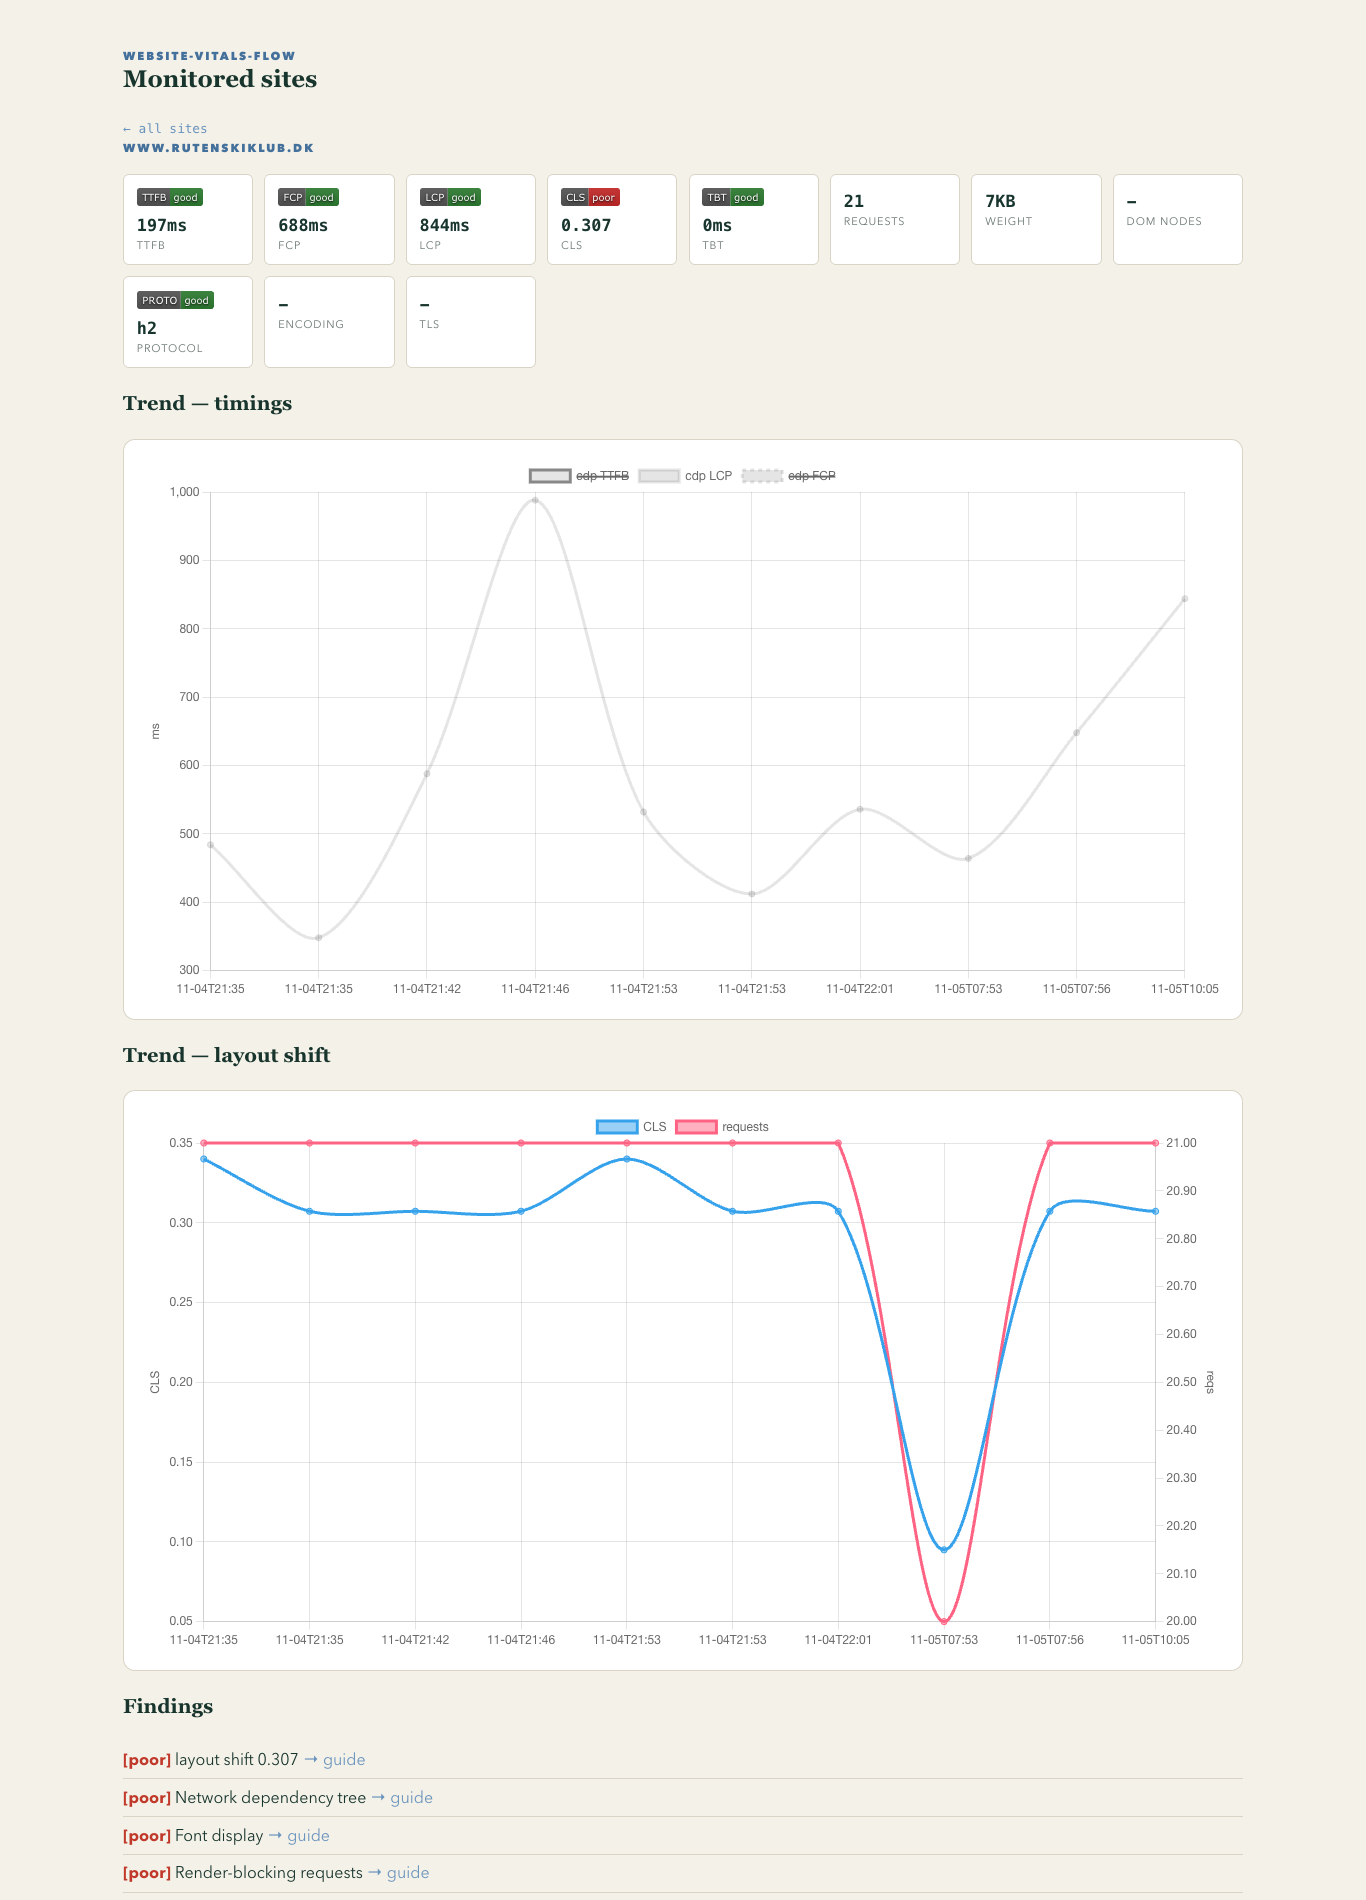 WEBSITE-VITALS-FLOW
Monitored sites
← all sites
WWW.RUTENSKIKLUB.DK
TTFB good
197ms
TTFB
FCP good
688ms
FCP
LCP good
844ms
LCP
CLS poor
0.307
CLS
TBT good
0ms
TBT
21
REQUESTS
7KB
WEIGHT
–
DOM NODES
PROTO good
h2
PROTOCOL
–
ENCODING
–
TLS
Trend — timings
cdp TTFB cdp LCP cdp FCP
1,000
900
800
700
ms
600
500
400
300
11-04T21:35 11-04T21:35 11-04T21:42 11-04T21:46 11-04T21:53 11-04T21:53 11-04T22:01 11-05T07:53 11-05T07:56 11-05T10:05
Trend — layout shift
CLS requests
0.35
0.30
0.25
CLS
0.20
0.15
0.10
0.05
21.00
20.90
20.80
20.70
20.60
20.50
reqs
20.40
20.30
20.20
20.10
20.00
11-04T21:35 11-04T21:35 11-04T21:42 11-04T21:46 11-04T21:53 11-04T21:53 11-04T22:01 11-05T07:53 11-05T07:56 11-05T10:05
Findings
[poor] layout shift 0.307 → guide
[poor] Network dependency tree → guide
[poor] Font display → guide
[poor] Render-blocking requests → guide